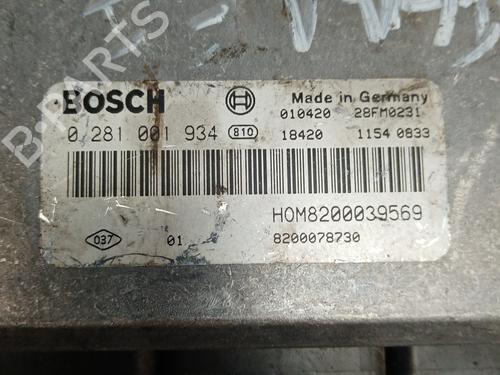 B-PARTS
BOSCH
Made in Germany
010420 28FM0231
0 281 001 934 810 18420 1154 0833
HOM8200039569
037 01 8200078730